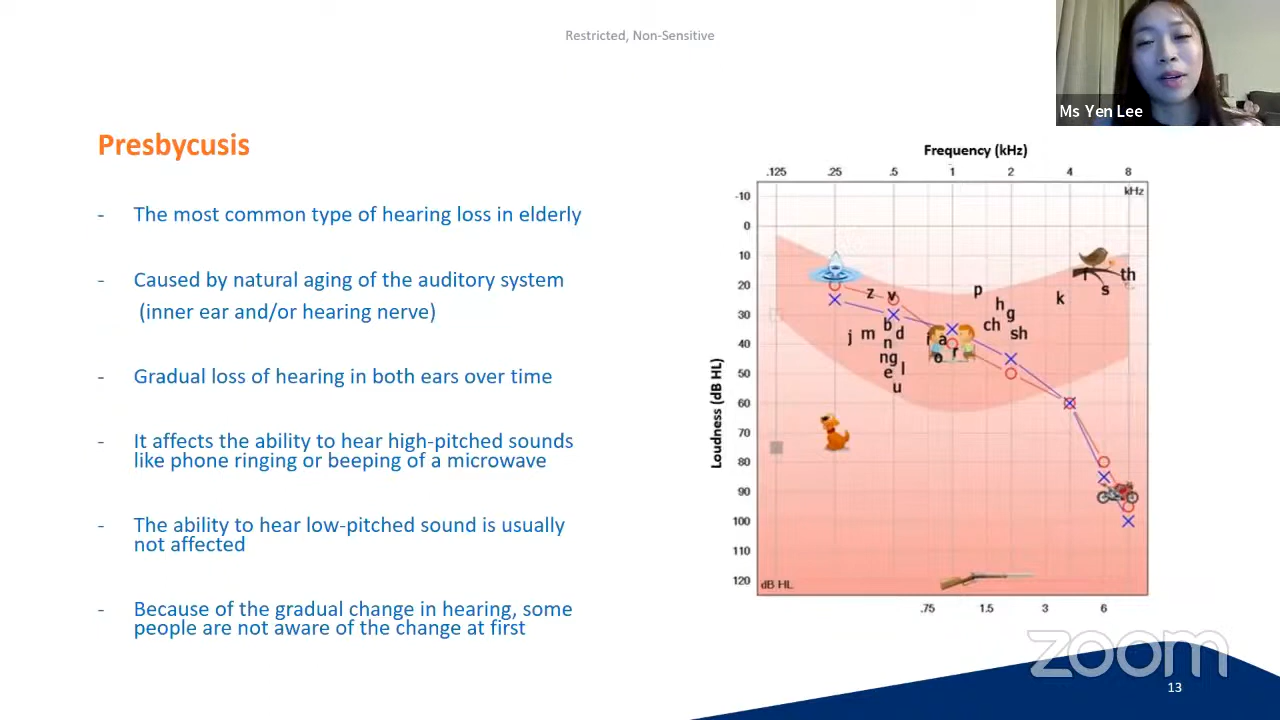 Restricted, Non-Sensitive
Ms Yen Lee
Presbycusis
- The most common type of hearing loss in elderly
- Caused by natural aging of the auditory system
(inner ear and/or hearing nerve)
- Gradual loss of hearing in both ears over time
- It affects the ability to hear high-pitched sounds
like phone ringing or beeping of a microwave
- The ability to hear low-pitched sound is usually
not affected
- Because of the gradual change in hearing, some
people are not aware of the change at first
Frequency (kHz)
.125 .25 .5 1 2 4 8
kHz
Loudness (dB HL)
-10
0
10
20
30
40
50
60
70
80
90
100
110
120
z v p k f s th
h g
j m b d ch sh
n i a
ng o r
e l
u
dB HL
.75 1.5 3 6
zoom
13